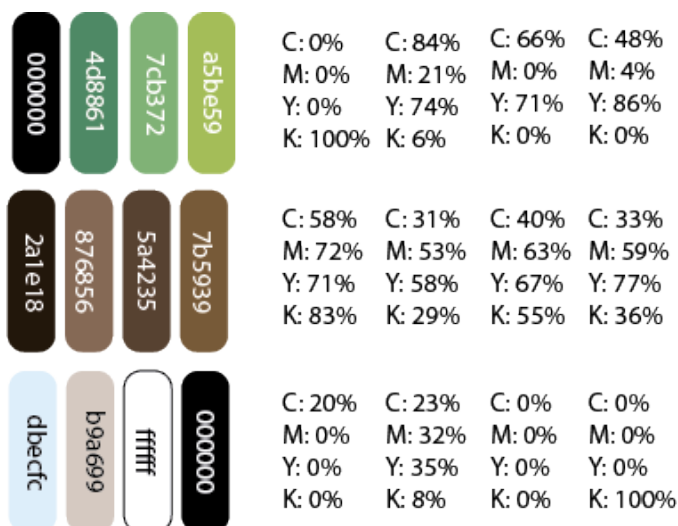 000000 4d8861 7cb372 a5be59
C: 0% C: 84% C: 66% C: 48%
M: 0% M: 21% M: 0% M: 4%
Y: 0% Y: 74% Y: 71% Y: 86%
K: 100% K: 6% K: 0% K: 0%
2a1e18 876856 5a4235 7b5939
C: 58% C: 31% C: 40% C: 33%
M: 72% M: 53% M: 63% M: 59%
Y: 71% Y: 58% Y: 67% Y: 77%
K: 83% K: 29% K: 55% K: 36%
dbecfc b9a699 ffffff 000000
C: 20% C: 23% C: 0% C: 0%
M: 0% M: 32% M: 0% M: 0%
Y: 0% Y: 35% Y: 0% Y: 0%
K: 0% K: 8% K: 0% K: 100%